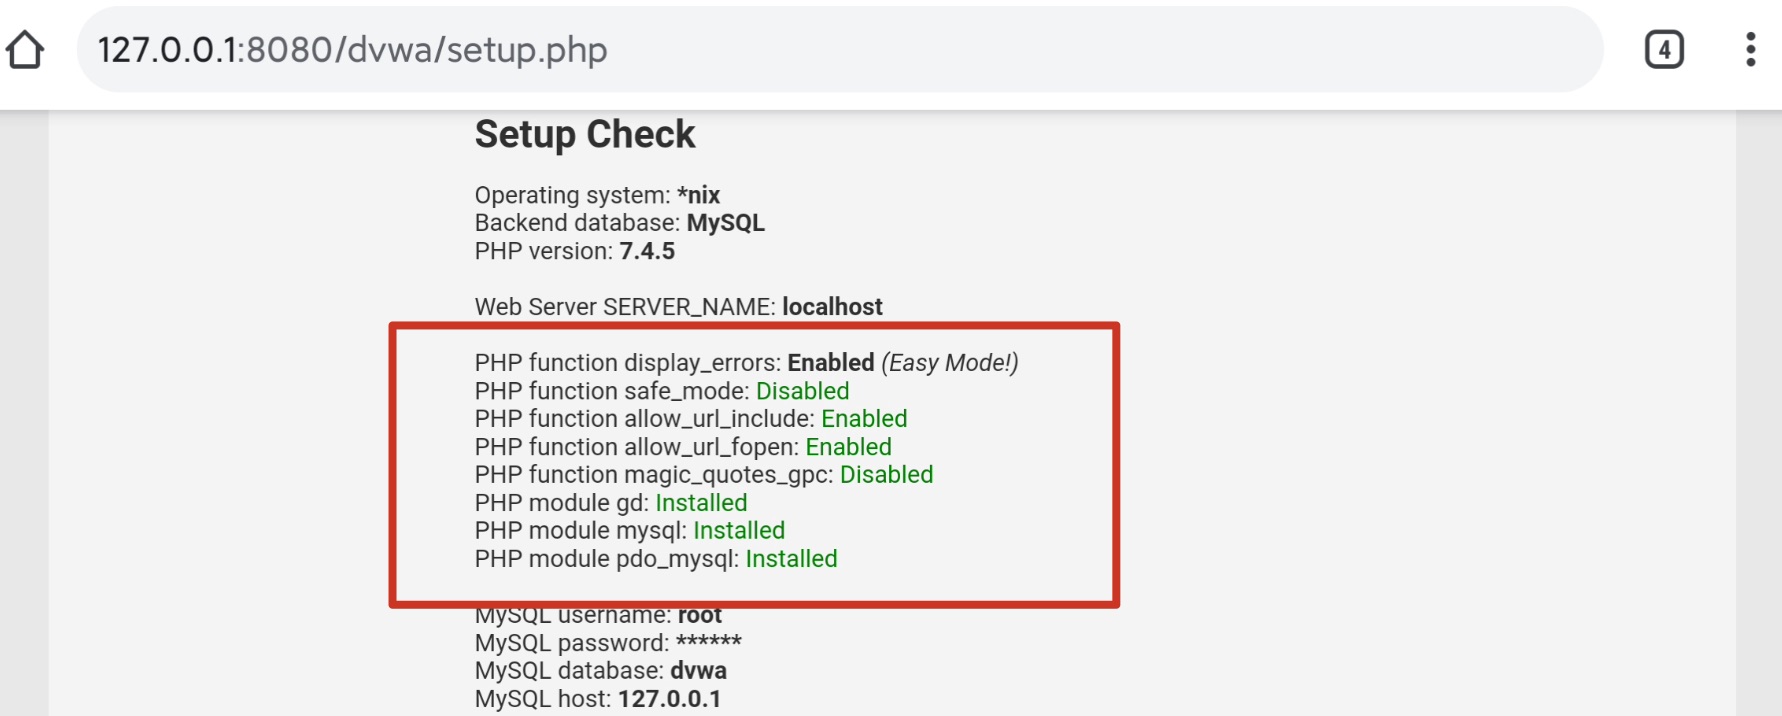 127.0.0.1:8080/dvwa/setup.php
4
Setup Check
Operating system: *nix
Backend database: MySQL
PHP version: 7.4.5
Web Server SERVER_NAME: localhost
PHP function display_errors: Enabled (Easy Mode!)
PHP function safe_mode: Disabled
PHP function allow_url_include: Enabled
PHP function allow_url_fopen: Enabled
PHP function magic_quotes_gpc: Disabled
PHP module gd: Installed
PHP module mysql: Installed
PHP module pdo_mysql: Installed
MySQL username: root
MySQL password: ******
MySQL database: dvwa
MySQL host: 127.0.0.1